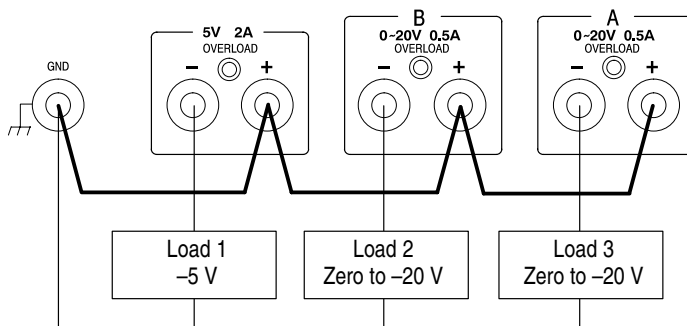 B
A
5V 2A
OVERLOAD
0~20V 0.5A
OVERLOAD
0~20V 0.5A
OVERLOAD
GND
− +
− +
− +
Load 1
–5 V
Load 2
Zero to –20 V
Load 3
Zero to –20 V